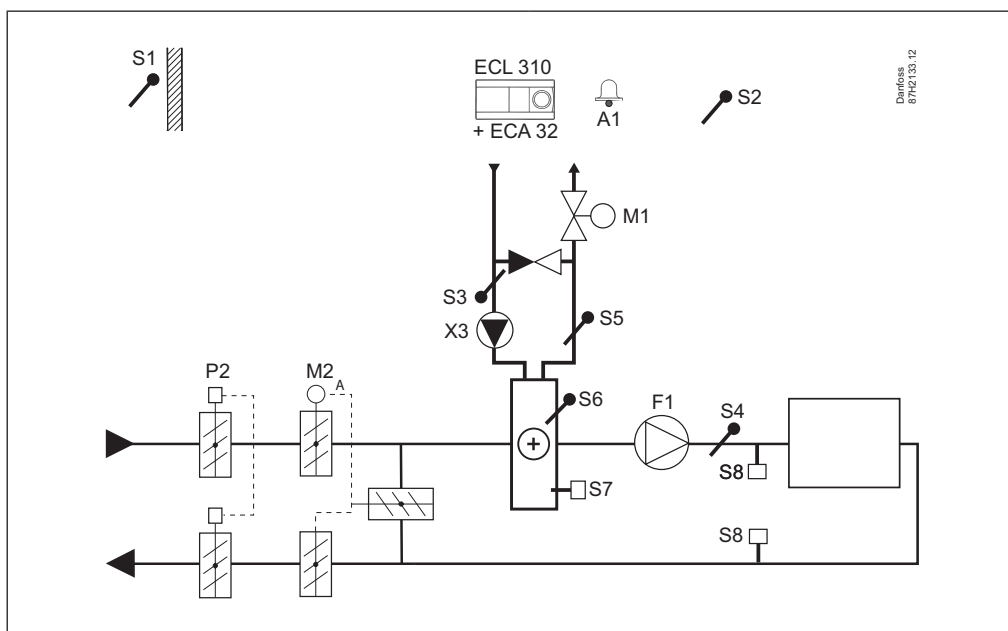 S1
ECL 310
+ ECA 32
A1
S2
Danfoss
87H2133.12
M1
S3
X3
S5
P2
M2
A
S6
F1
S4
S8
S7
S8